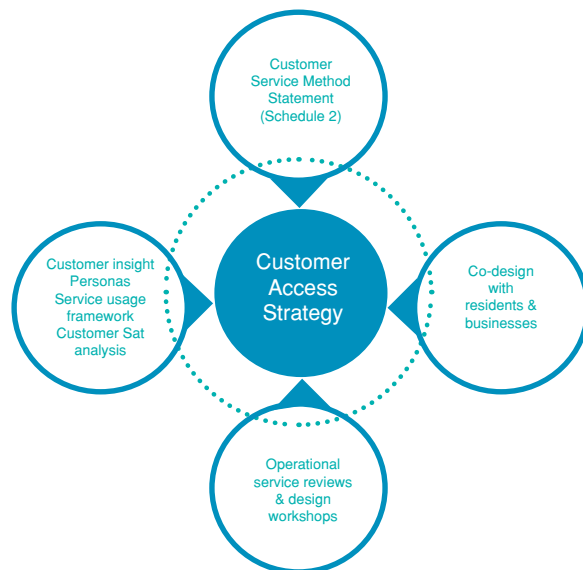 Customer
Service Method
Statement
(Schedule 2)
Customer insight
Personas
Service usage
framework
Customer Sat
analysis
Customer
Access
Strategy
Co-design
with
residents &
businesses
Operational
service reviews
& design
workshops